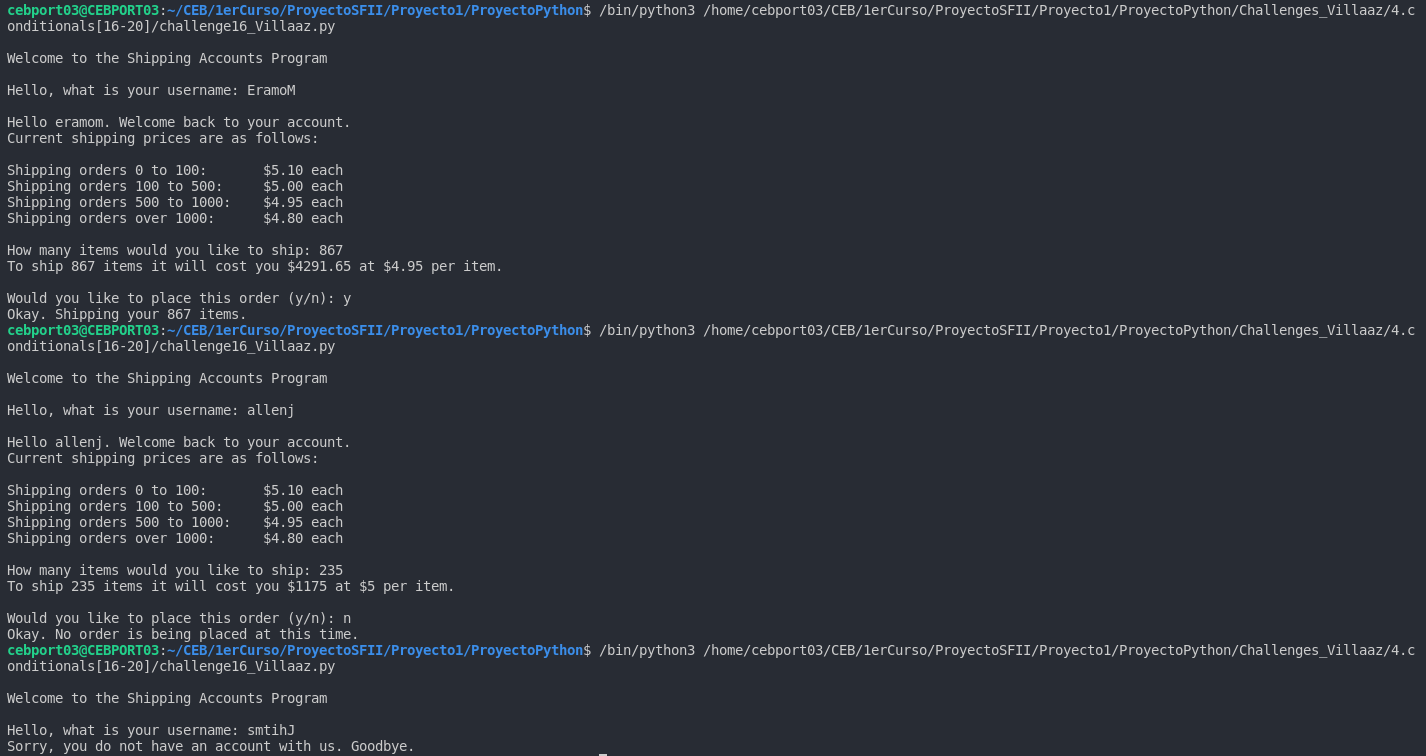 cebport03@CEBPORT03:~/CEB/1erCurso/ProyectoSFII/Proyecto1/ProyectoPython$ /bin/python3 /home/cebport03/CEB/1erCurso/ProyectoSFII/Proyecto1/ProyectoPython/Challenges_Villaaz/4.c
onditionals[16-20]/challenge16_Villaaz.py
Welcome to the Shipping Accounts Program
Hello, what is your username: EramoM
Hello eramom. Welcome back to your account.
Current shipping prices are as follows:
Shipping orders 0 to 100:       $5.10 each
Shipping orders 100 to 500:     $5.00 each
Shipping orders 500 to 1000:    $4.95 each
Shipping orders over 1000:      $4.80 each
How many items would you like to ship: 867
To ship 867 items it will cost you $4291.65 at $4.95 per item.
Would you like to place this order (y/n): y
Okay. Shipping your 867 items.
cebport03@CEBPORT03:~/CEB/1erCurso/ProyectoSFII/Proyecto1/ProyectoPython$ /bin/python3 /home/cebport03/CEB/1erCurso/ProyectoSFII/Proyecto1/ProyectoPython/Challenges_Villaaz/4.c
onditionals[16-20]/challenge16_Villaaz.py
Welcome to the Shipping Accounts Program
Hello, what is your username: allenj
Hello allenj. Welcome back to your account.
Current shipping prices are as follows:
Shipping orders 0 to 100:       $5.10 each
Shipping orders 100 to 500:     $5.00 each
Shipping orders 500 to 1000:    $4.95 each
Shipping orders over 1000:      $4.80 each
How many items would you like to ship: 235
To ship 235 items it will cost you $1175 at $5 per item.
Would you like to place this order (y/n): n
Okay. No order is being placed at this time.
cebport03@CEBPORT03:~/CEB/1erCurso/ProyectoSFII/Proyecto1/ProyectoPython$ /bin/python3 /home/cebport03/CEB/1erCurso/ProyectoSFII/Proyecto1/ProyectoPython/Challenges_Villaaz/4.c
onditionals[16-20]/challenge16_Villaaz.py
Welcome to the Shipping Accounts Program
Hello, what is your username: smtihJ
Sorry, you do not have an account with us. Goodbye.